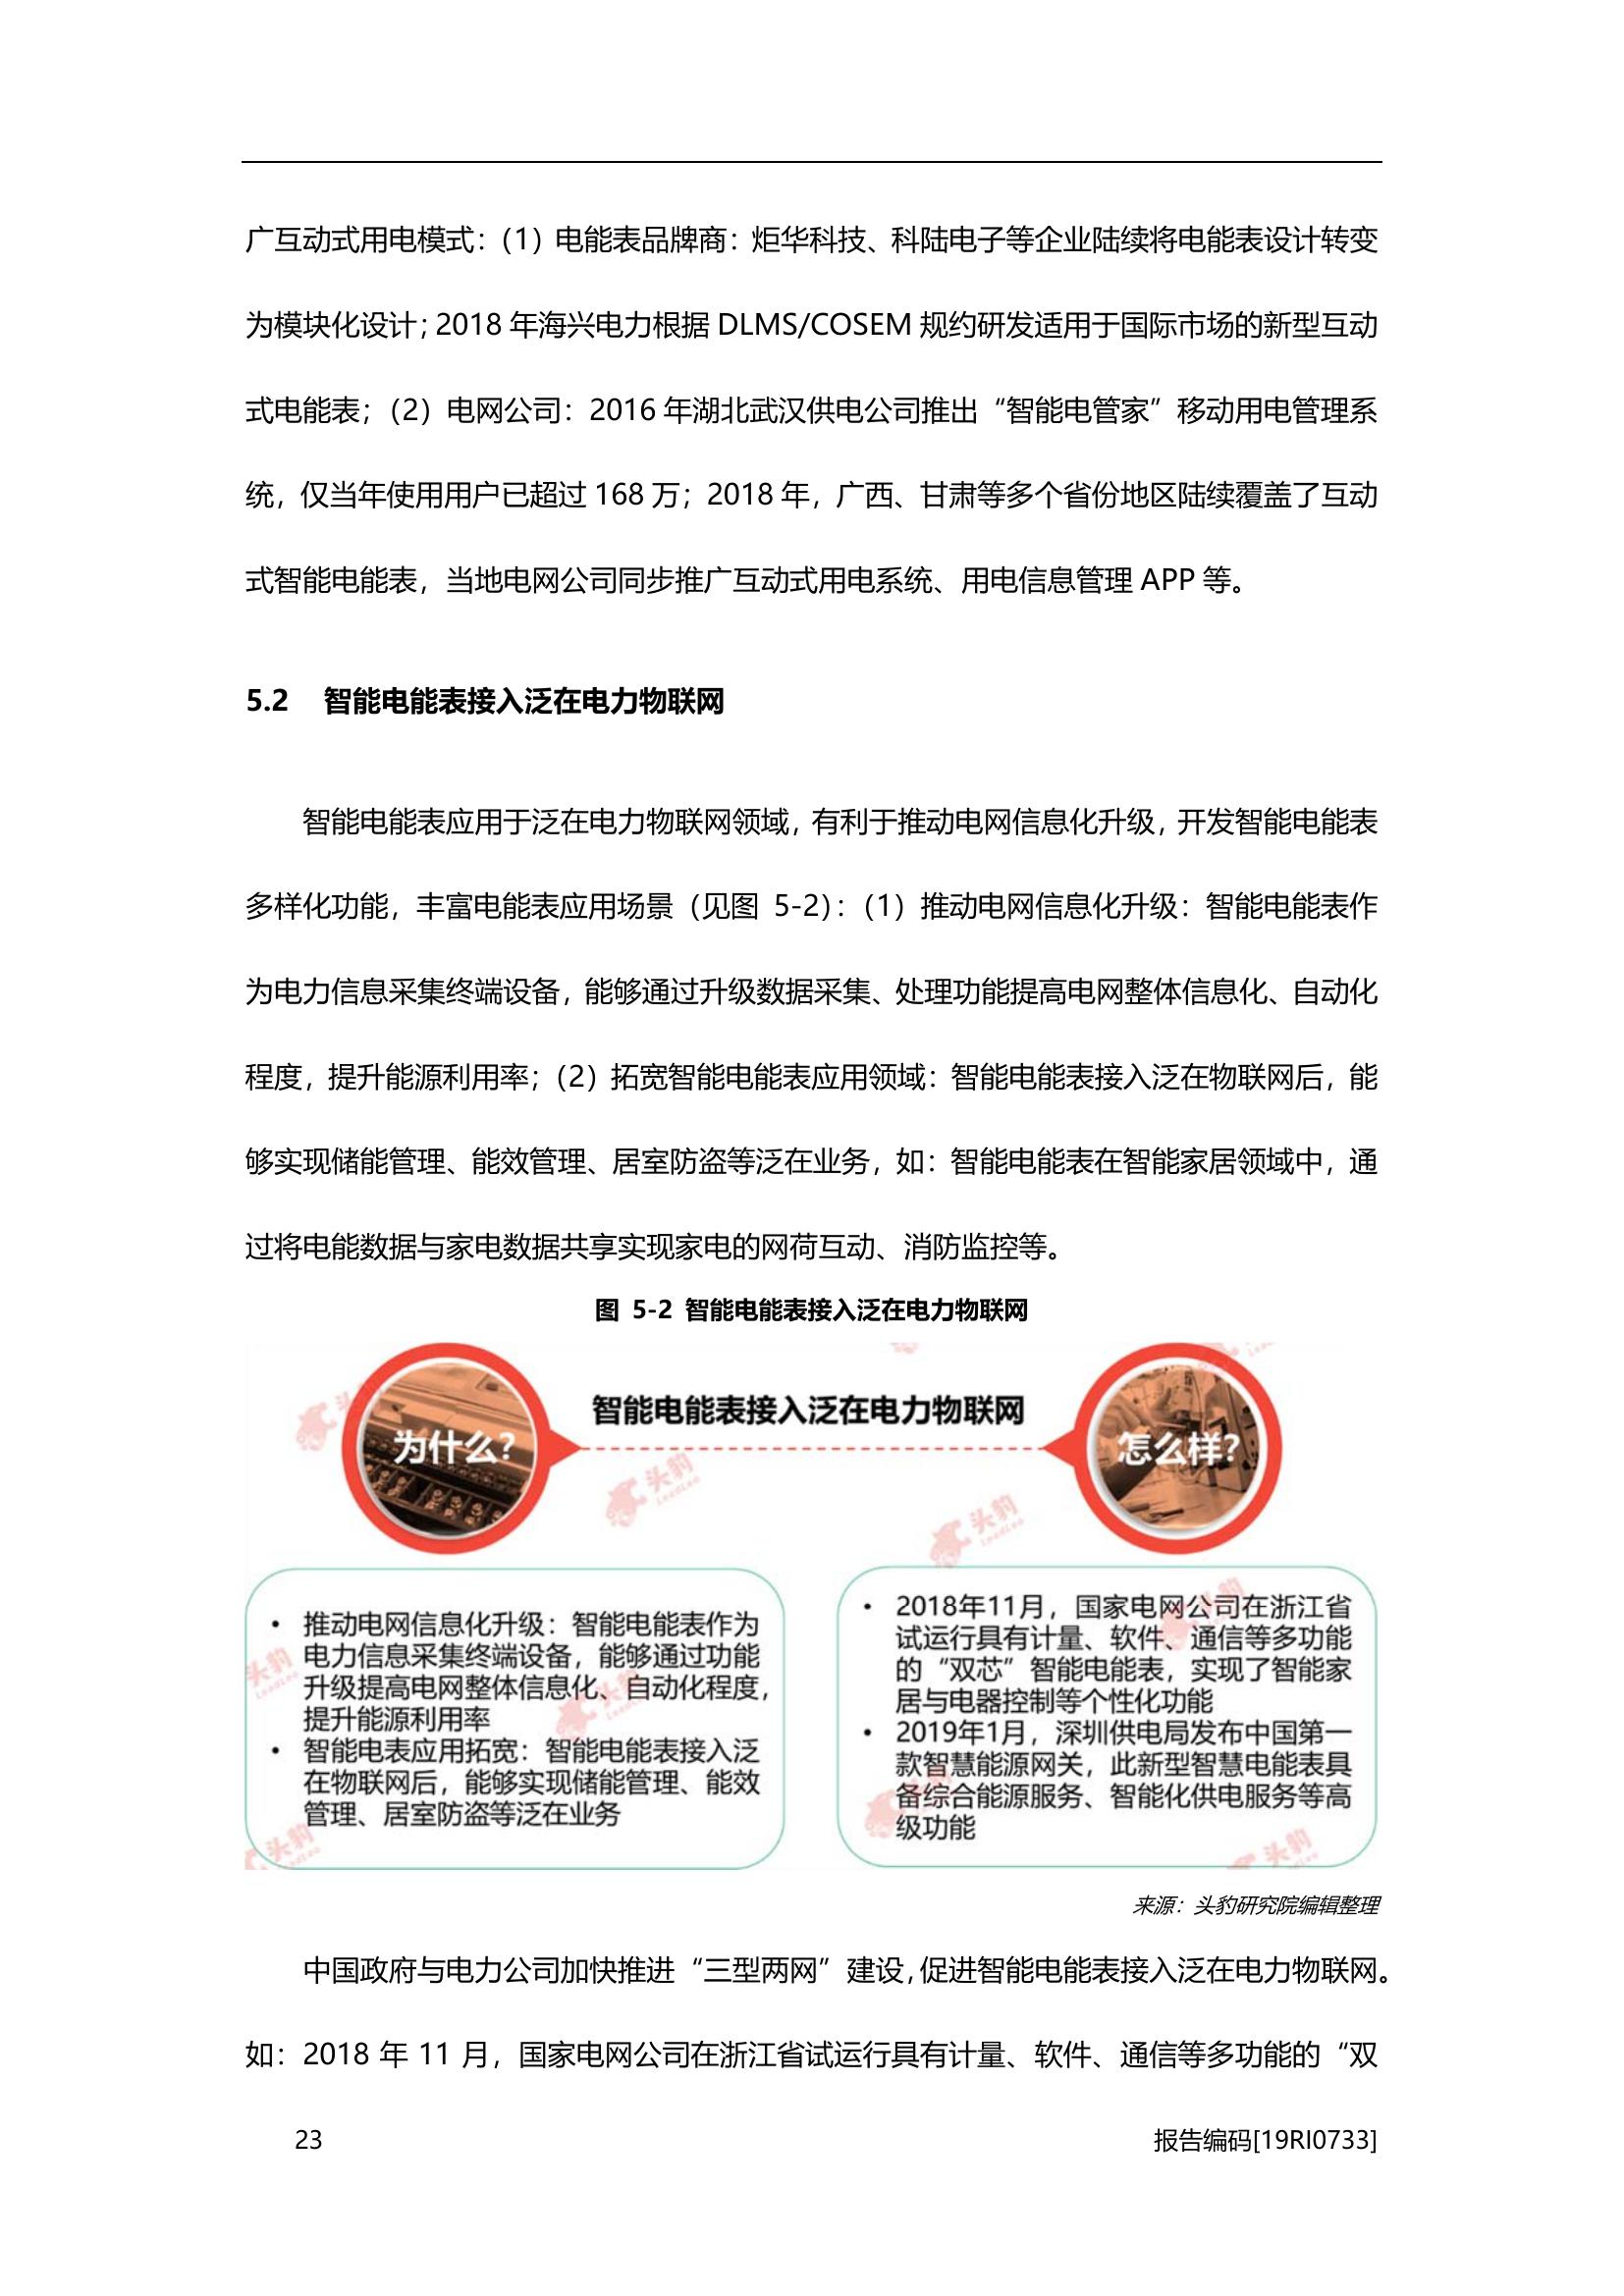 广互动式用电模式：（1）电能表品牌商：炬华科技、科陆电子等企业陆续将电能表设计转变
为模块化设计；2018 年海兴电力根据 DLMS/COSEM 规约研发适用于国际市场的新型互动
式电能表；（2）电网公司：2016 年湖北武汉供电公司推出“智能电管家”移动用电管理系
统，仅当年使用用户已超过 168 万；2018 年，广西、甘肃等多个省份地区陆续覆盖了互动
式智能电能表，当地电网公司同步推广互动式用电系统、用电信息管理 APP 等。
5.2 智能电能表接入泛在电力物联网
智能电能表应用于泛在电力物联网领域，有利于推动电网信息化升级，开发智能电能表
多样化功能，丰富电能表应用场景（见图 5-2）：（1）推动电网信息化升级：智能电能表作
为电力信息采集终端设备，能够通过升级数据采集、处理功能提高电网整体信息化、自动化
程度，提升能源利用率；（2）拓宽智能电能表应用领域：智能电能表接入泛在物联网后，能
够实现储能管理、能效管理、居室防盗等泛在业务，如：智能电能表在智能家居领域中，通
过将电能数据与家电数据共享实现家电的网荷互动、消防监控等。
图 5-2 智能电能表接入泛在电力物联网
智能电能表接入泛在电力物联网
为什么?
怎么样?
• 推动电网信息化升级：智能电能表作为
电力信息采集终端设备，能够通过功能
升级提高电网整体信息化、自动化程度，
提升能源利用率
• 智能电表应用拓宽：智能电能表接入泛
在物联网后，能够实现储能管理、能效
管理、居室防盗等泛在业务
• 2018年11月，国家电网公司在浙江省
试运行具有计量、软件、通信等多功能
的“双芯”智能电能表，实现了智能家
居与电器控制等个性化功能
• 2019年1月，深圳供电局发布中国第一
款智慧能源网关，此新型智慧电能表具
备综合能源服务、智能化供电服务等高
级功能
头豹
LeadLeo
来源：头豹研究院编辑整理
中国政府与电力公司加快推进“三型两网”建设，促进智能电能表接入泛在电力物联网。
如：2018 年 11 月，国家电网公司在浙江省试运行具有计量、软件、通信等多功能的“双
23
报告编码[19RI0733]